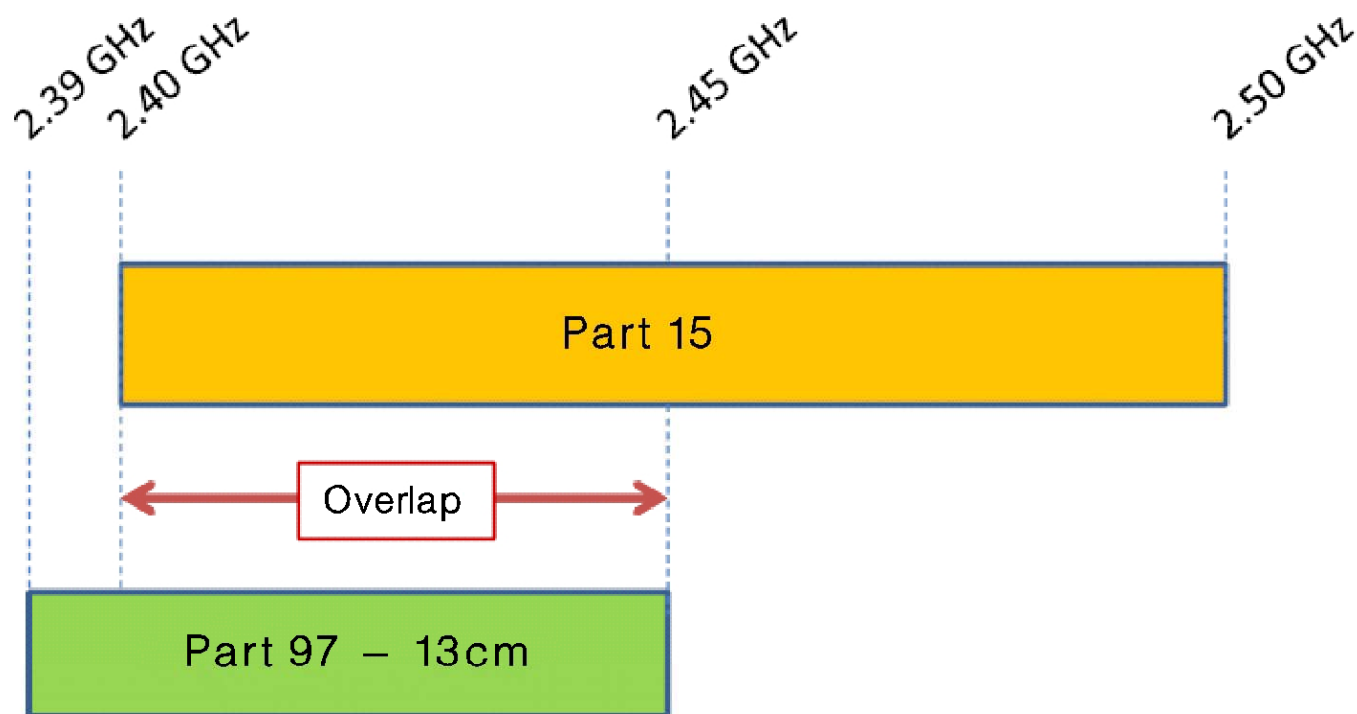 2.39 GHz
2.40 GHz
2.45 GHz
2.50 GHz
Part 15
Overlap
Part 97 – 13cm